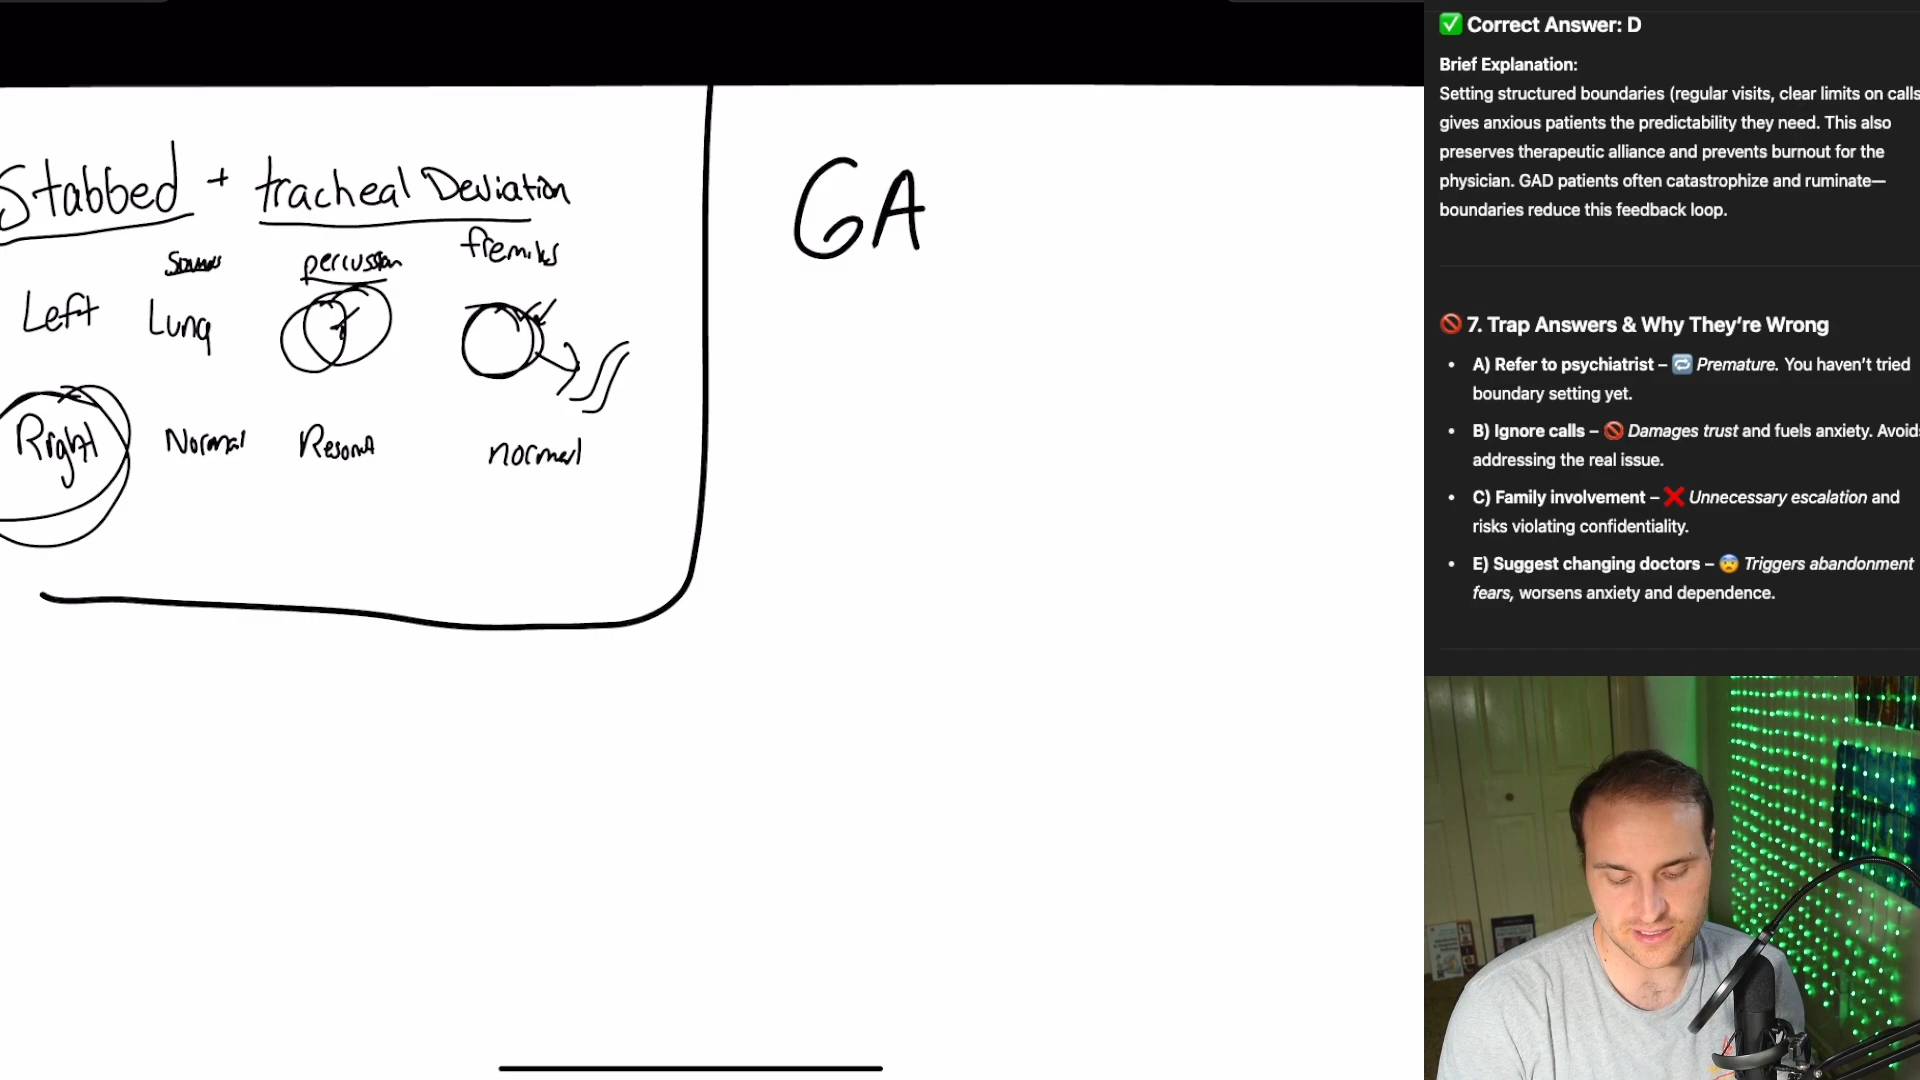 Stabbed + tracheal Deviation
percussion
Left Lung
Right Normal normal
GA
✅ Correct Answer: D
Brief Explanation:
Setting structured boundaries (regular visits, clear limits on calls
gives anxious patients the predictability they need. This also
preserves therapeutic alliance and prevents burnout for the
physician. GAD patients often catastrophize and ruminate—
boundaries reduce this feedback loop.
🚫 7. Trap Answers & Why They’re Wrong
• A) Refer to psychiatrist – 🔁 Premature. You haven’t tried
boundary setting yet.
• B) Ignore calls – 🚫 Damages trust and fuels anxiety. Avoids
addressing the real issue.
• C) Family involvement – ❌ Unnecessary escalation and
risks violating confidentiality.
• E) Suggest changing doctors – 😨 Triggers abandonment
fears, worsens anxiety and dependence.